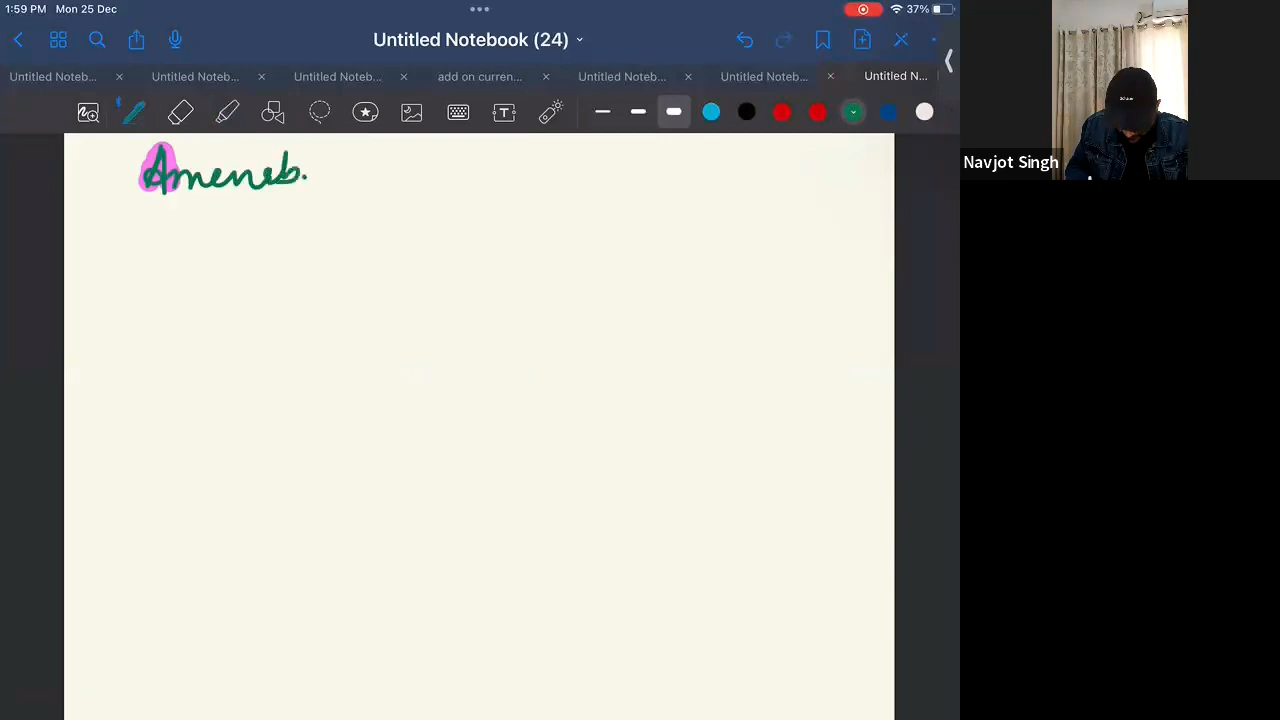 1:59 PM Mon 25 Dec
37%
Untitled Notebook (24)
Untitled Noteb...
Untitled Noteb...
Untitled Noteb...
add on curren...
Untitled Noteb...
Untitled Noteb...
Untitled N...
T
Ameneb.
Navjot Singh